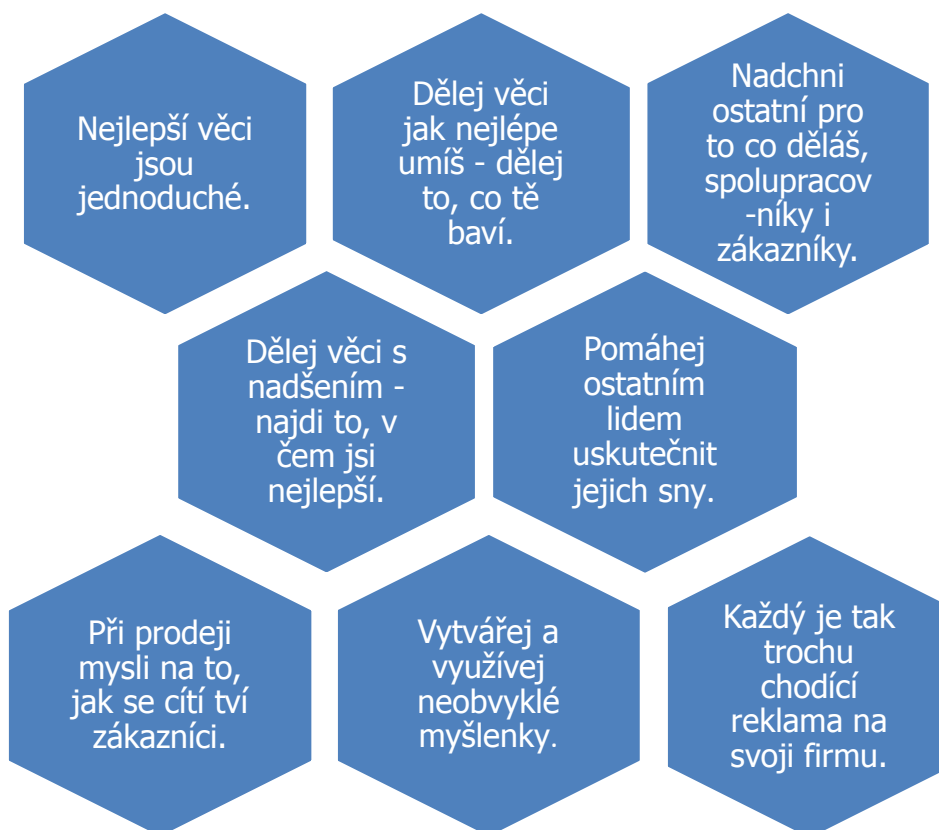 Nejlepší věci
jsou
jednoduché.
Dělej věci
jak nejlépe
umíš - dělej
to, co tě
baví.
Nadchni
ostatní pro
to co děláš,
spolupracov
-níky i
zákazníky.
Dělej věci s
nadšením -
najdi to, v
čem jsi
nejlepší.
Pomáhej
ostatním
lidem
uskutečnit
jejich sny.
Při prodeji
mysli na to,
jak se cítí tví
zákazníci.
Vytvářej a
využívej
neobvyklé
myšlenky.
Každý je tak
trochu
chodící
reklama na
svoji firmu.